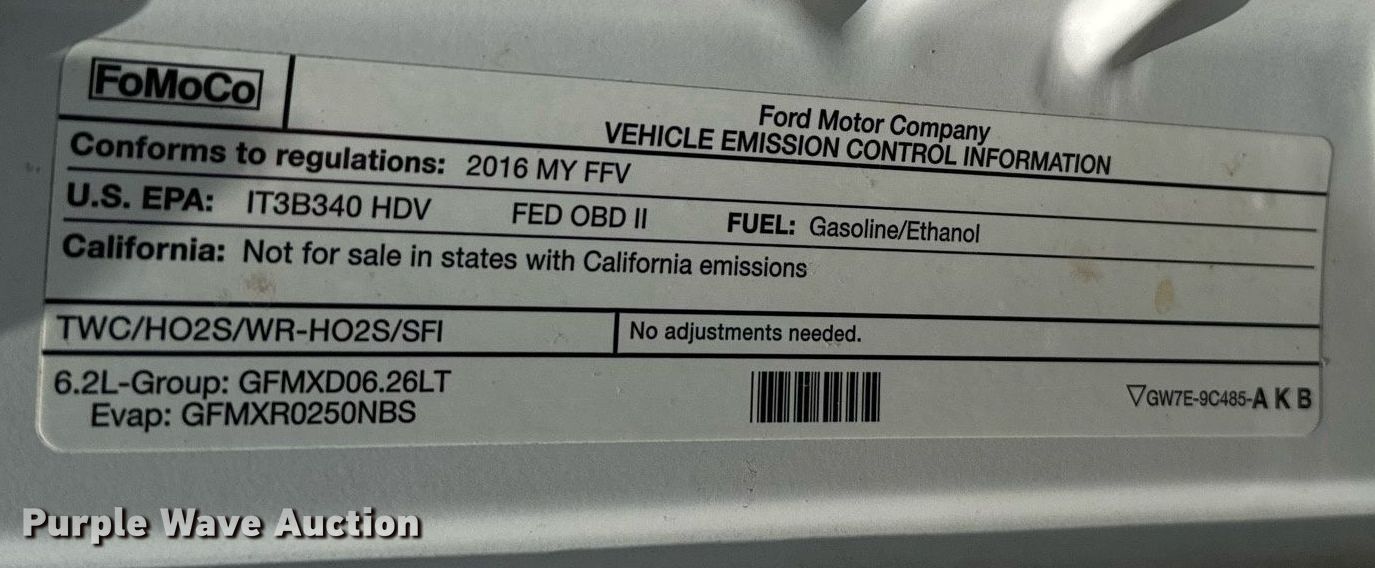 FoMoCo
Ford Motor Company
VEHICLE EMISSION CONTROL INFORMATION
Conforms to regulations: 2016 MY FFV
U.S. EPA: IT3B340 HDV FED OBD II FUEL: Gasoline/Ethanol
California: Not for sale in states with California emissions
TWC/HO2S/WR-HO2S/SFI No adjustments needed.
6.2L-Group: GFMXD06.26LT
Evap: GFMXR0250NBS
▽GW7E-9C485-A K B
Purple Wave Auction